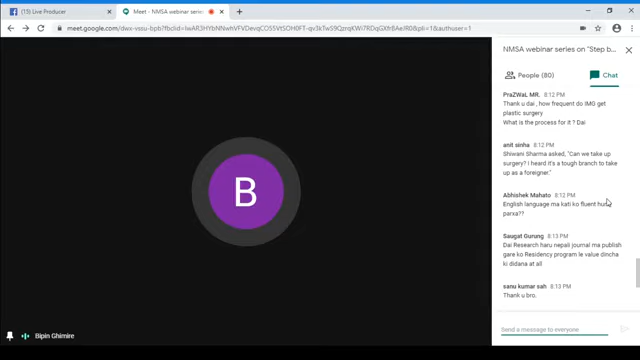 (13) Live Producer
Meet - NMSA webinar series on "S
meet.google.com/dwx-vssu-bpb?fbclid=IwAR3HYbNNwhVFVDevqCO55VtSOH0FT-qv3kTwS9QzrqKWi7c0RaQGXfrBAeJeR0&pli=1&authuser=1
NMSA webinar series on "Step b...
People (80)
Chat
PraZWaL MR. 8:12 PM
Thank u dai , how frequent do IMG get
plastic surgery
What is the process for it ? Dai
anit sinha 8:12 PM
Shiwani Sharma asked, "Can we take up
surgery? I heard it's a tough branch to take
up as a foreigner."
Abhishek Mahato 8:12 PM
English language ma kati ko fluent hunu
parxa??
Saugat Gurung 8:13 PM
Dai Research haru nepali journal ma publish
gare ko Residency program le value dincha
ki didana at all
sanu kumar sah 8:13 PM
Thank u bro.
Send a message to everyone
B
Bipin Ghimire